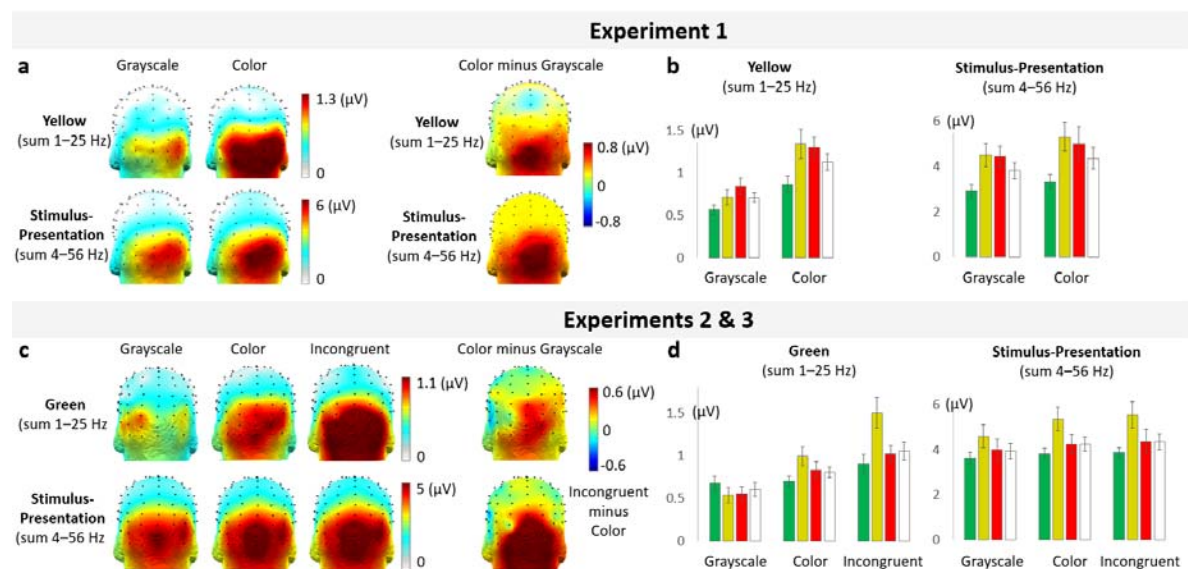 Experiment 1
a
Grayscale
Color
Color minus Grayscale
Yellow
(sum 1–25 Hz)
1.3 (µV)
0
Yellow
(sum 1–25 Hz)
0.8 (µV)
0
-0.8
Stimulus-
Presentation
(sum 4–56 Hz)
6 (µV)
0
Stimulus-
Presentation
(sum 4–56 Hz)
b
Yellow
(sum 1–25 Hz)
(µV)
1.5
1
0.5
0
Grayscale
Color
Stimulus-Presentation
(sum 4–56 Hz)
(µV)
6
4
2
0
Grayscale
Color
Experiments 2 & 3
c
Grayscale
Color
Incongruent
Color minus Grayscale
Green
(sum 1–25 Hz
1.1 (µV)
0
0.6 (µV)
0
-0.6
Stimulus-
Presentation
(sum 4–56 Hz
5 (µV)
0
Incongruent
minus
Color
d
Green
(sum 1–25 Hz)
(µV)
1.5
1
0.5
0
Grayscale
Color
Incongruent
Stimulus-Presentation
(sum 4–56 Hz)
(µV)
6
4
2
0
Grayscale
Color
Incongruent